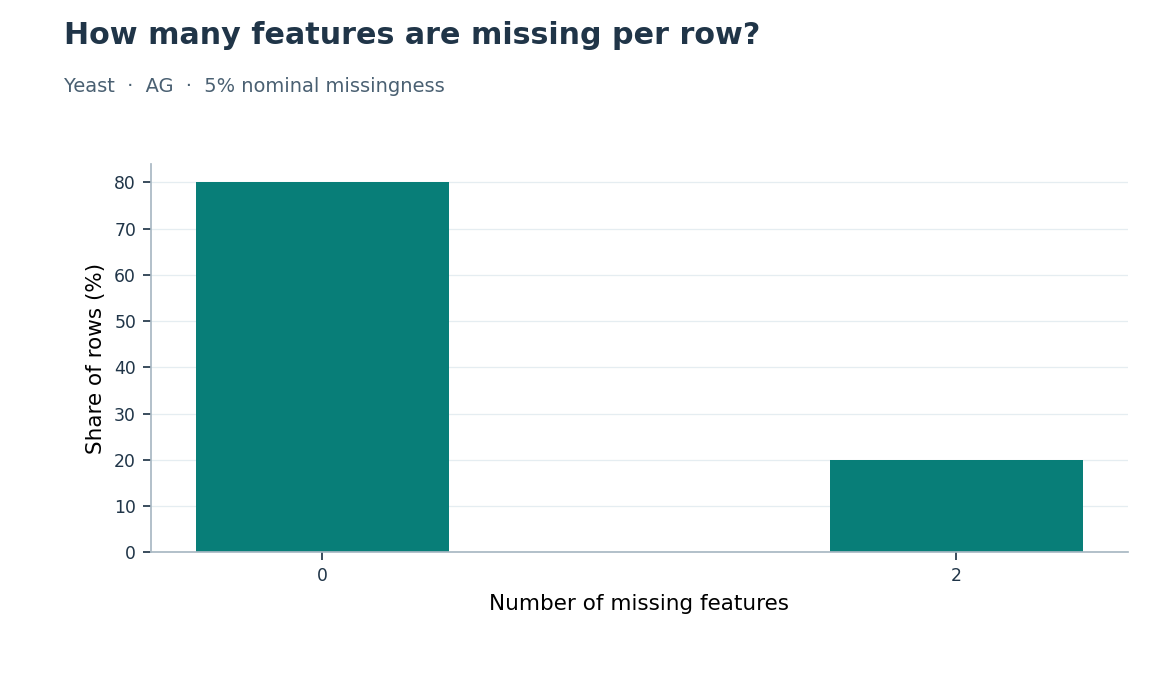 How many features are missing per row?
Yeast · AG · 5% nominal missingness
80
70
60
50
40
30
20
10
0
Share of rows (%)
0 2
Number of missing features